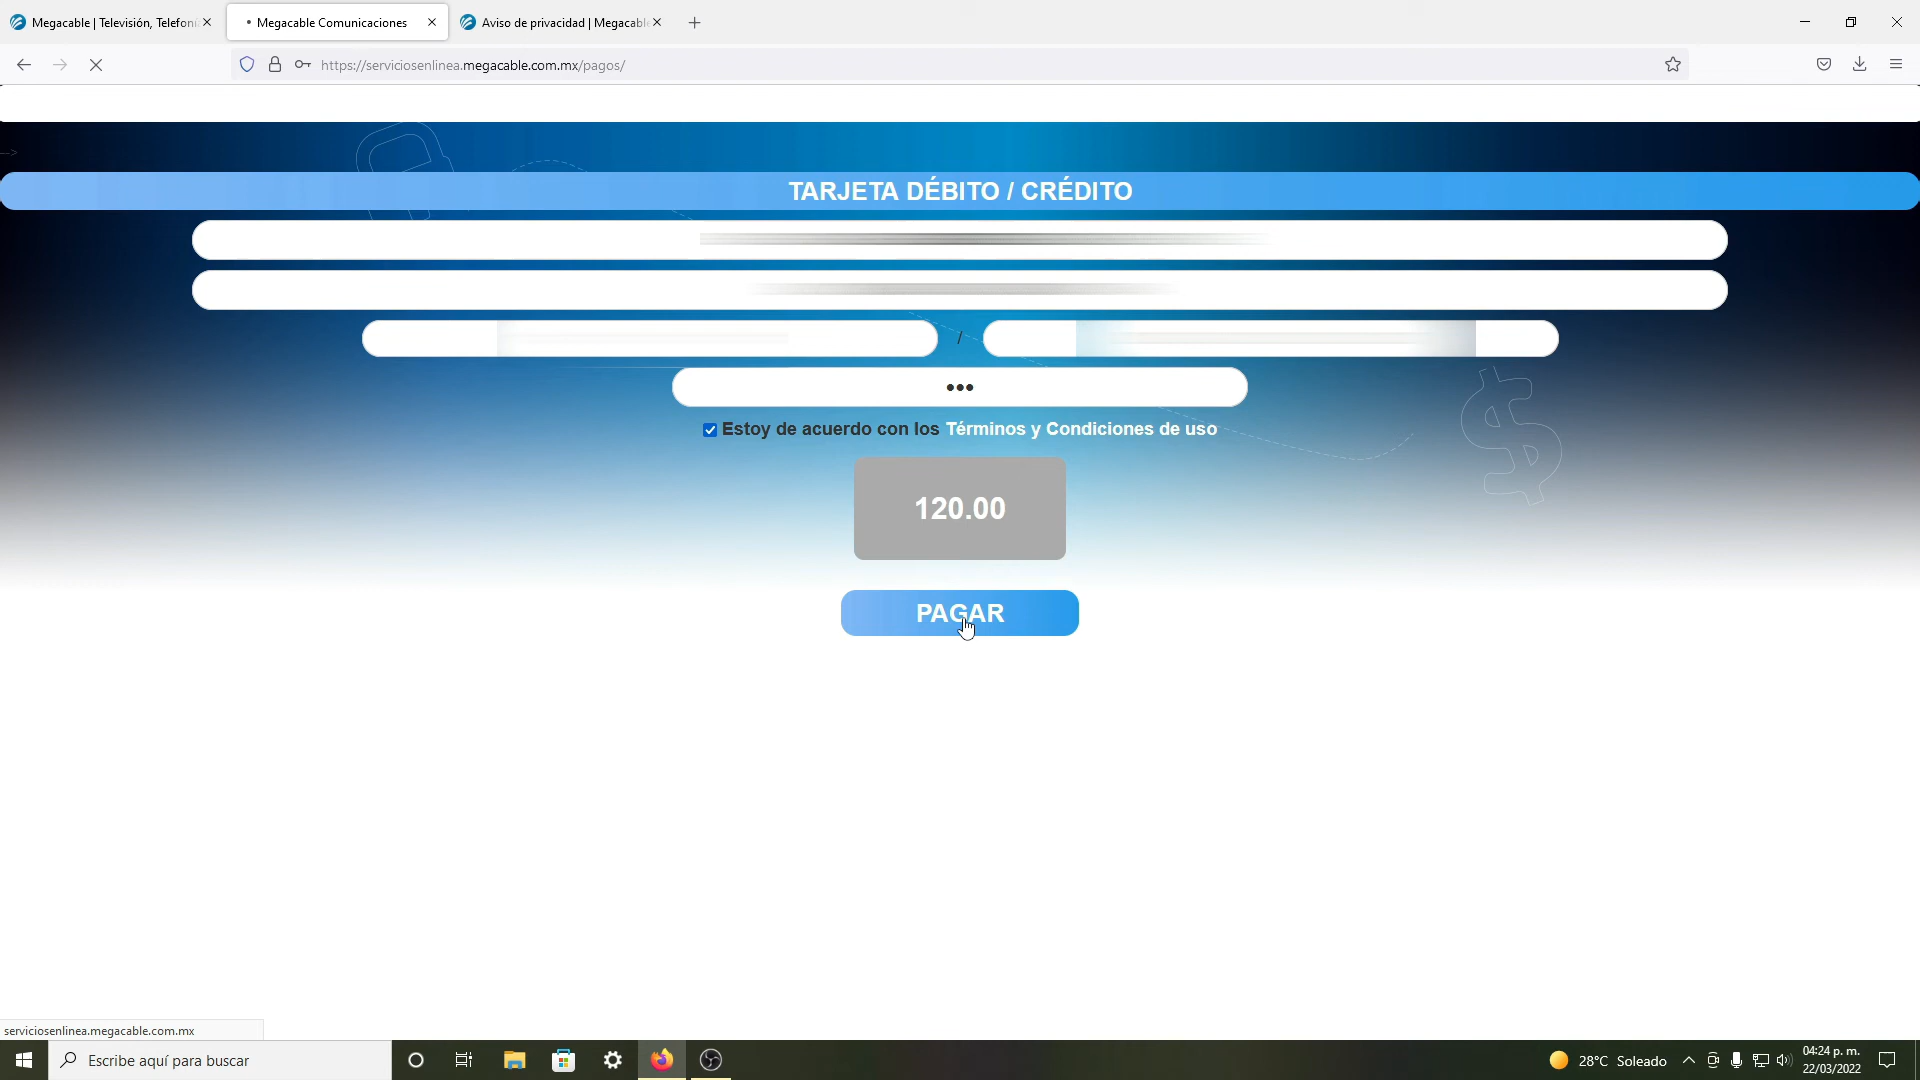 Megacable | Televisión, Telefoní
Megacable Comunicaciones
Aviso de privacidad | Megacable
https://serviciosenlinea.megacable.com.mx/pagos/
-->
TARJETA DÉBITO / CRÉDITO
/
•••
Estoy de acuerdo con los Términos y Condiciones de uso
120.00
PAGAR
serviciosenlinea.megacable.com.mx
Escribe aquí para buscar
28°C Soleado
04:24 p. m.
22/03/2022